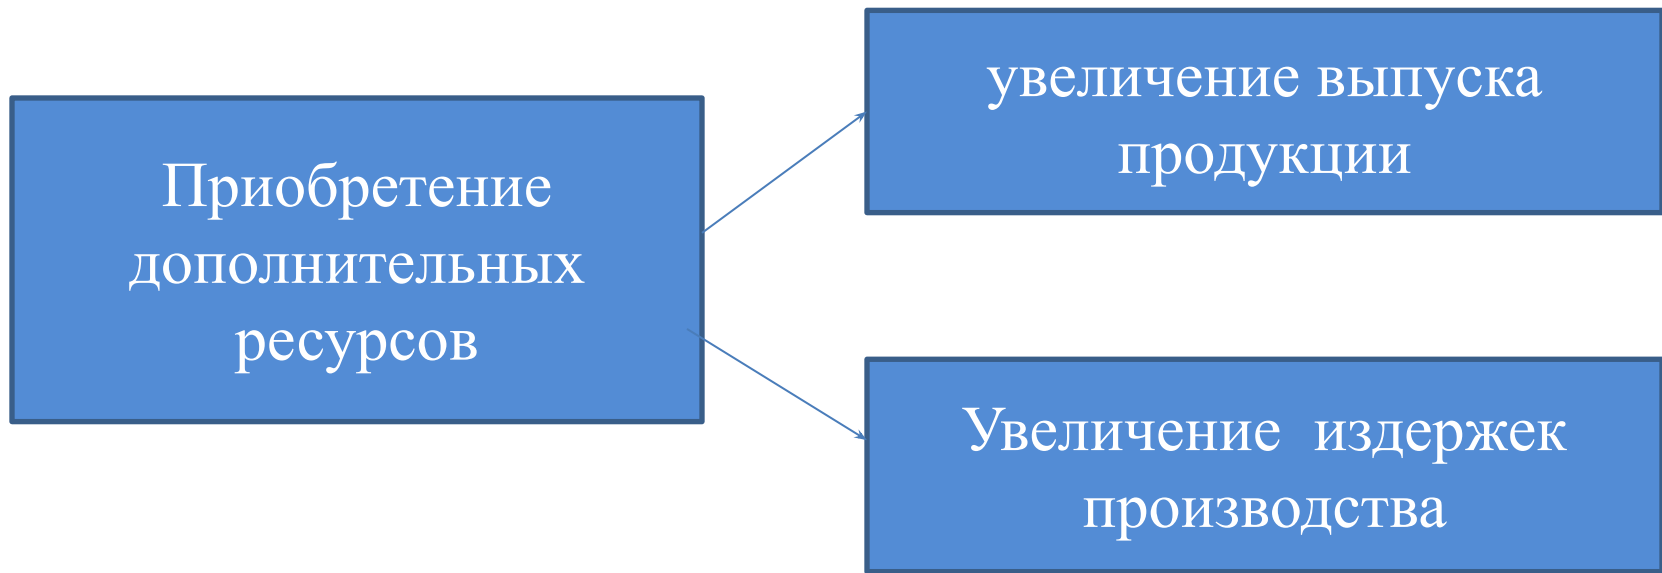 Приобретение
дополнительных
ресурсов
увеличение выпуска
продукции
Увеличение  издержек
производства